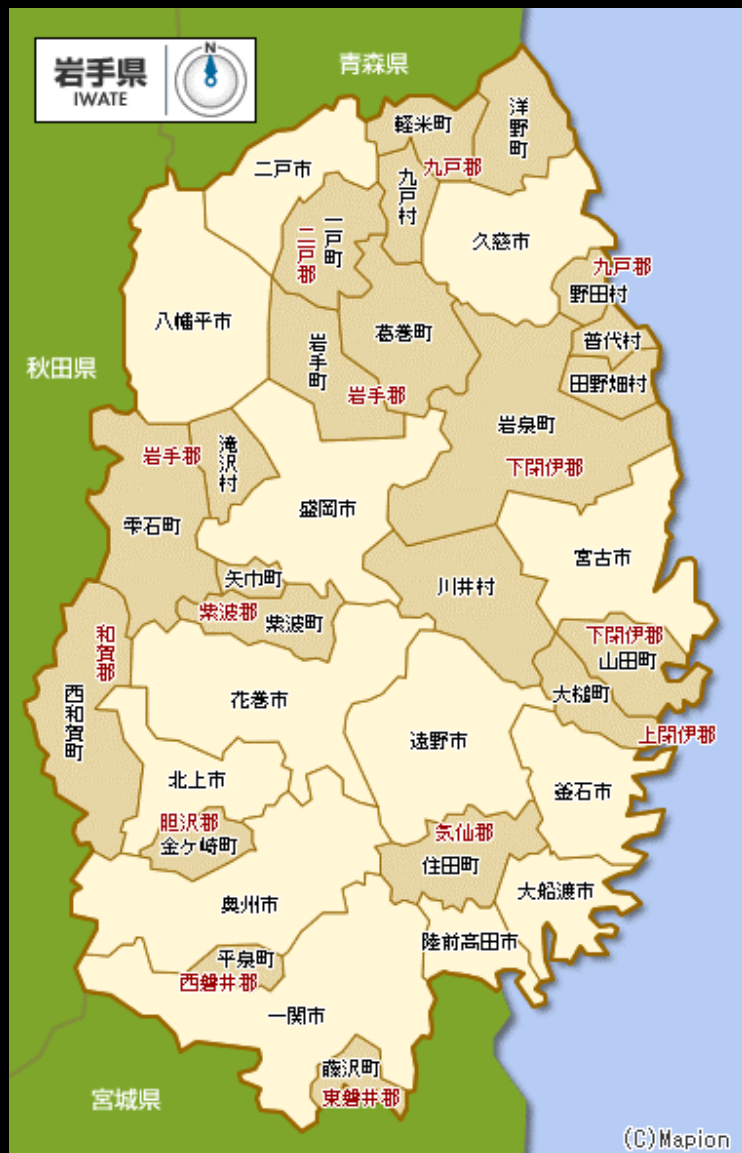 岩手県
IWATE
N
青森県
洋野町
軽米町
九戸郡
二戸市
九戸村
一戸町
二戸郡
久慈市
九戸郡
野田村
八幡平市
岩手町
葛巻町
普代村
秋田県
田野畑村
岩手郡
岩泉町
岩手郡
滝沢村
下閉伊郡
盛岡市
雫石町
宮古市
矢巾町
川井村
紫波郡
紫波町
下閉伊郡
山田町
和賀郡
西和賀町
花巻市
大槌町
上閉伊郡
遠野市
北上市
釜石市
胆沢郡
金ヶ崎町
気仙郡
住田町
大船渡市
奥州市
陸前高田市
平泉町
西磐井郡
一関市
藤沢町
東磐井郡
宮城県
(C)Mapion